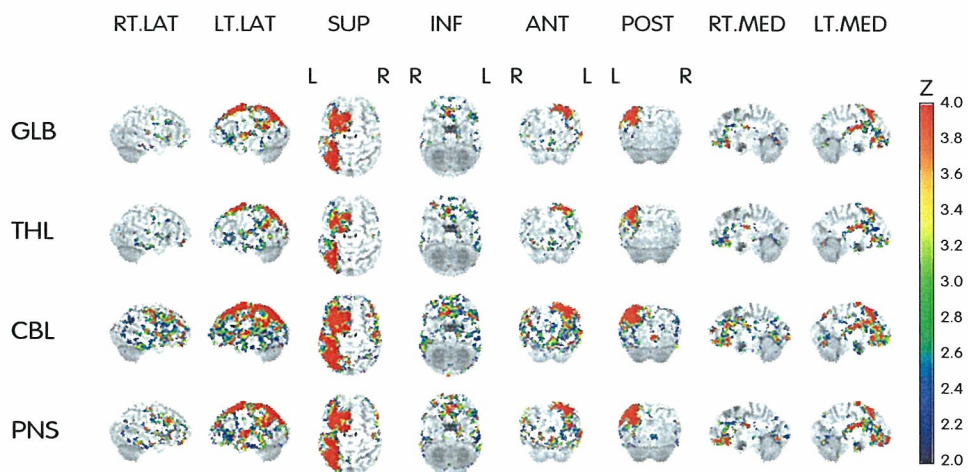 RT.LAT LT.LAT SUP INF ANT POST RT.MED LT.MED
L R R L R L L R
Z
GLB
THL
CBL
PNS
4.0
3.8
3.6
3.4
3.2
3.0
2.8
2.6
2.4
2.2
2.0